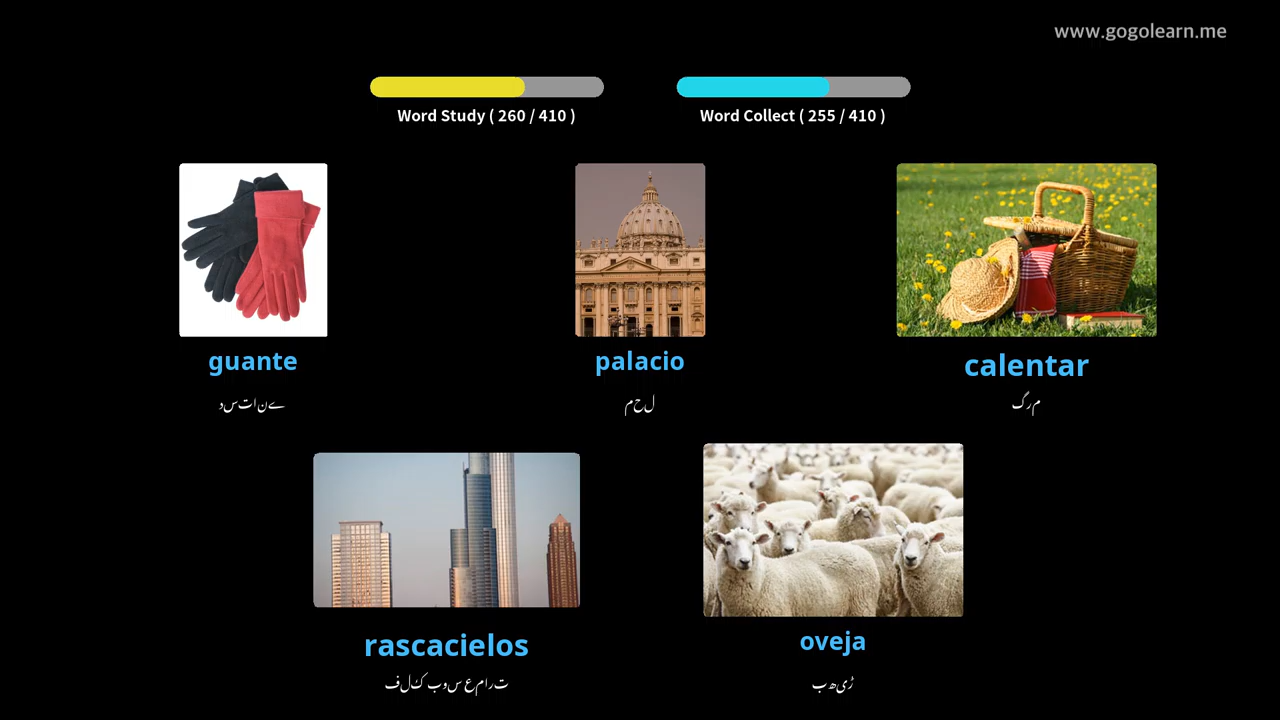 www.gogolearn.me
Word Study ( 260 / 410 )
Word Collect ( 255 / 410 )
guante
palacio
calentar
دستانے
محل
گرم
rascacielos
oveja
فلک بوس عمارت
بھیڑ